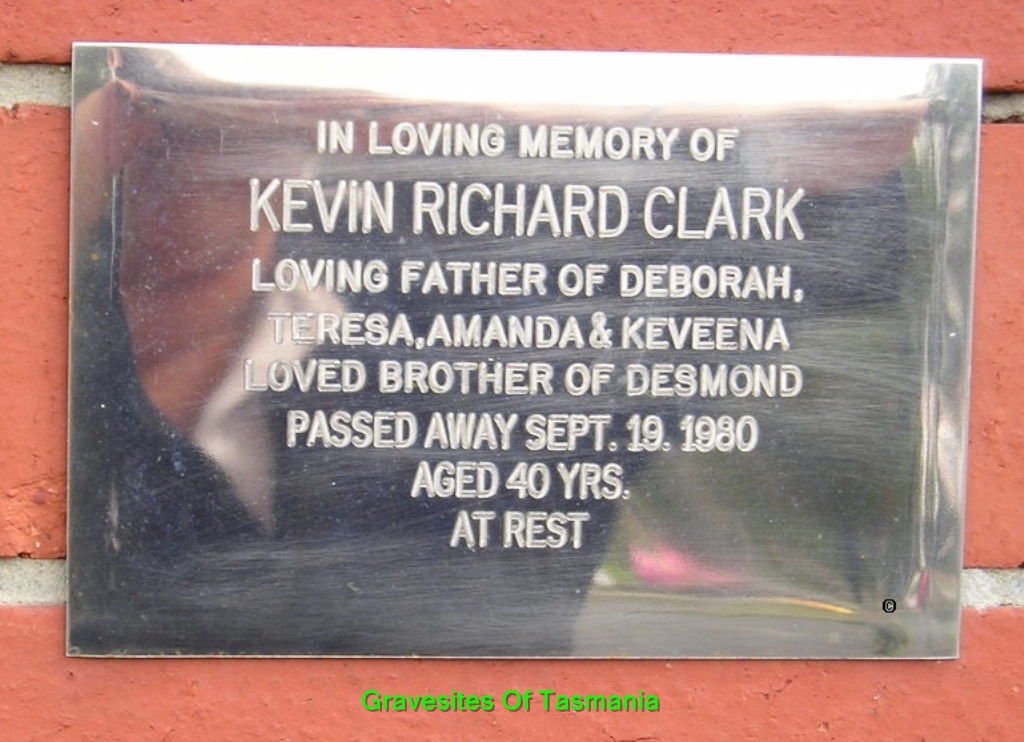 IN LOVING MEMORY OF
KEVIN RICHARD CLARK
LOVING FATHER OF DEBORAH,
TERESA, AMANDA & KEVEENA
LOVED BROTHER OF DESMOND
PASSED AWAY SEPT. 19. 1980
AGED 40 YRS.
AT REST
©
Gravesites Of Tasmania